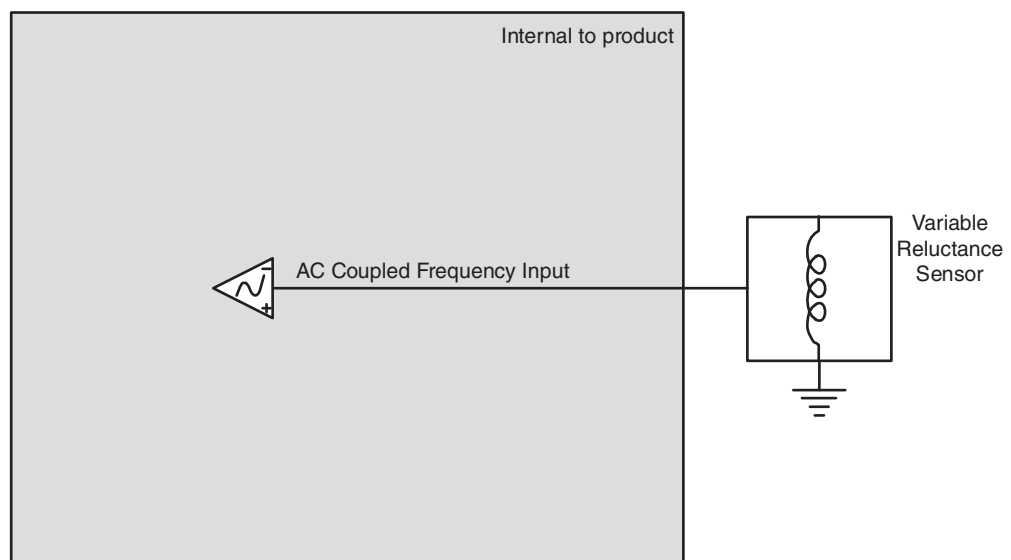 Internal to product
Variable
Reluctance
Sensor
AC Coupled Frequency Input
−
+